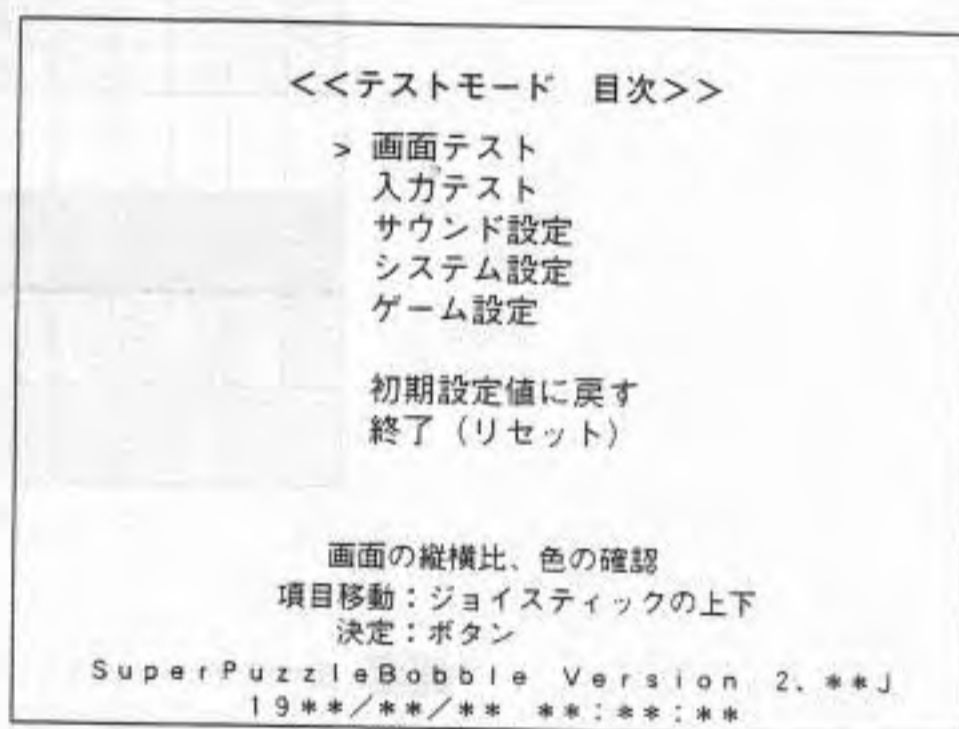 <<テストモード　目次>>
> 画面テスト
入力テスト
サウンド設定
システム設定
ゲーム設定
初期設定値に戻す
終了（リセット）
画面の縦横比、色の確認
項目移動：ジョイスティックの上下
決定：ボタン
SuperPuzzleBobble Version 2.**J
19**/**/** **:**:**